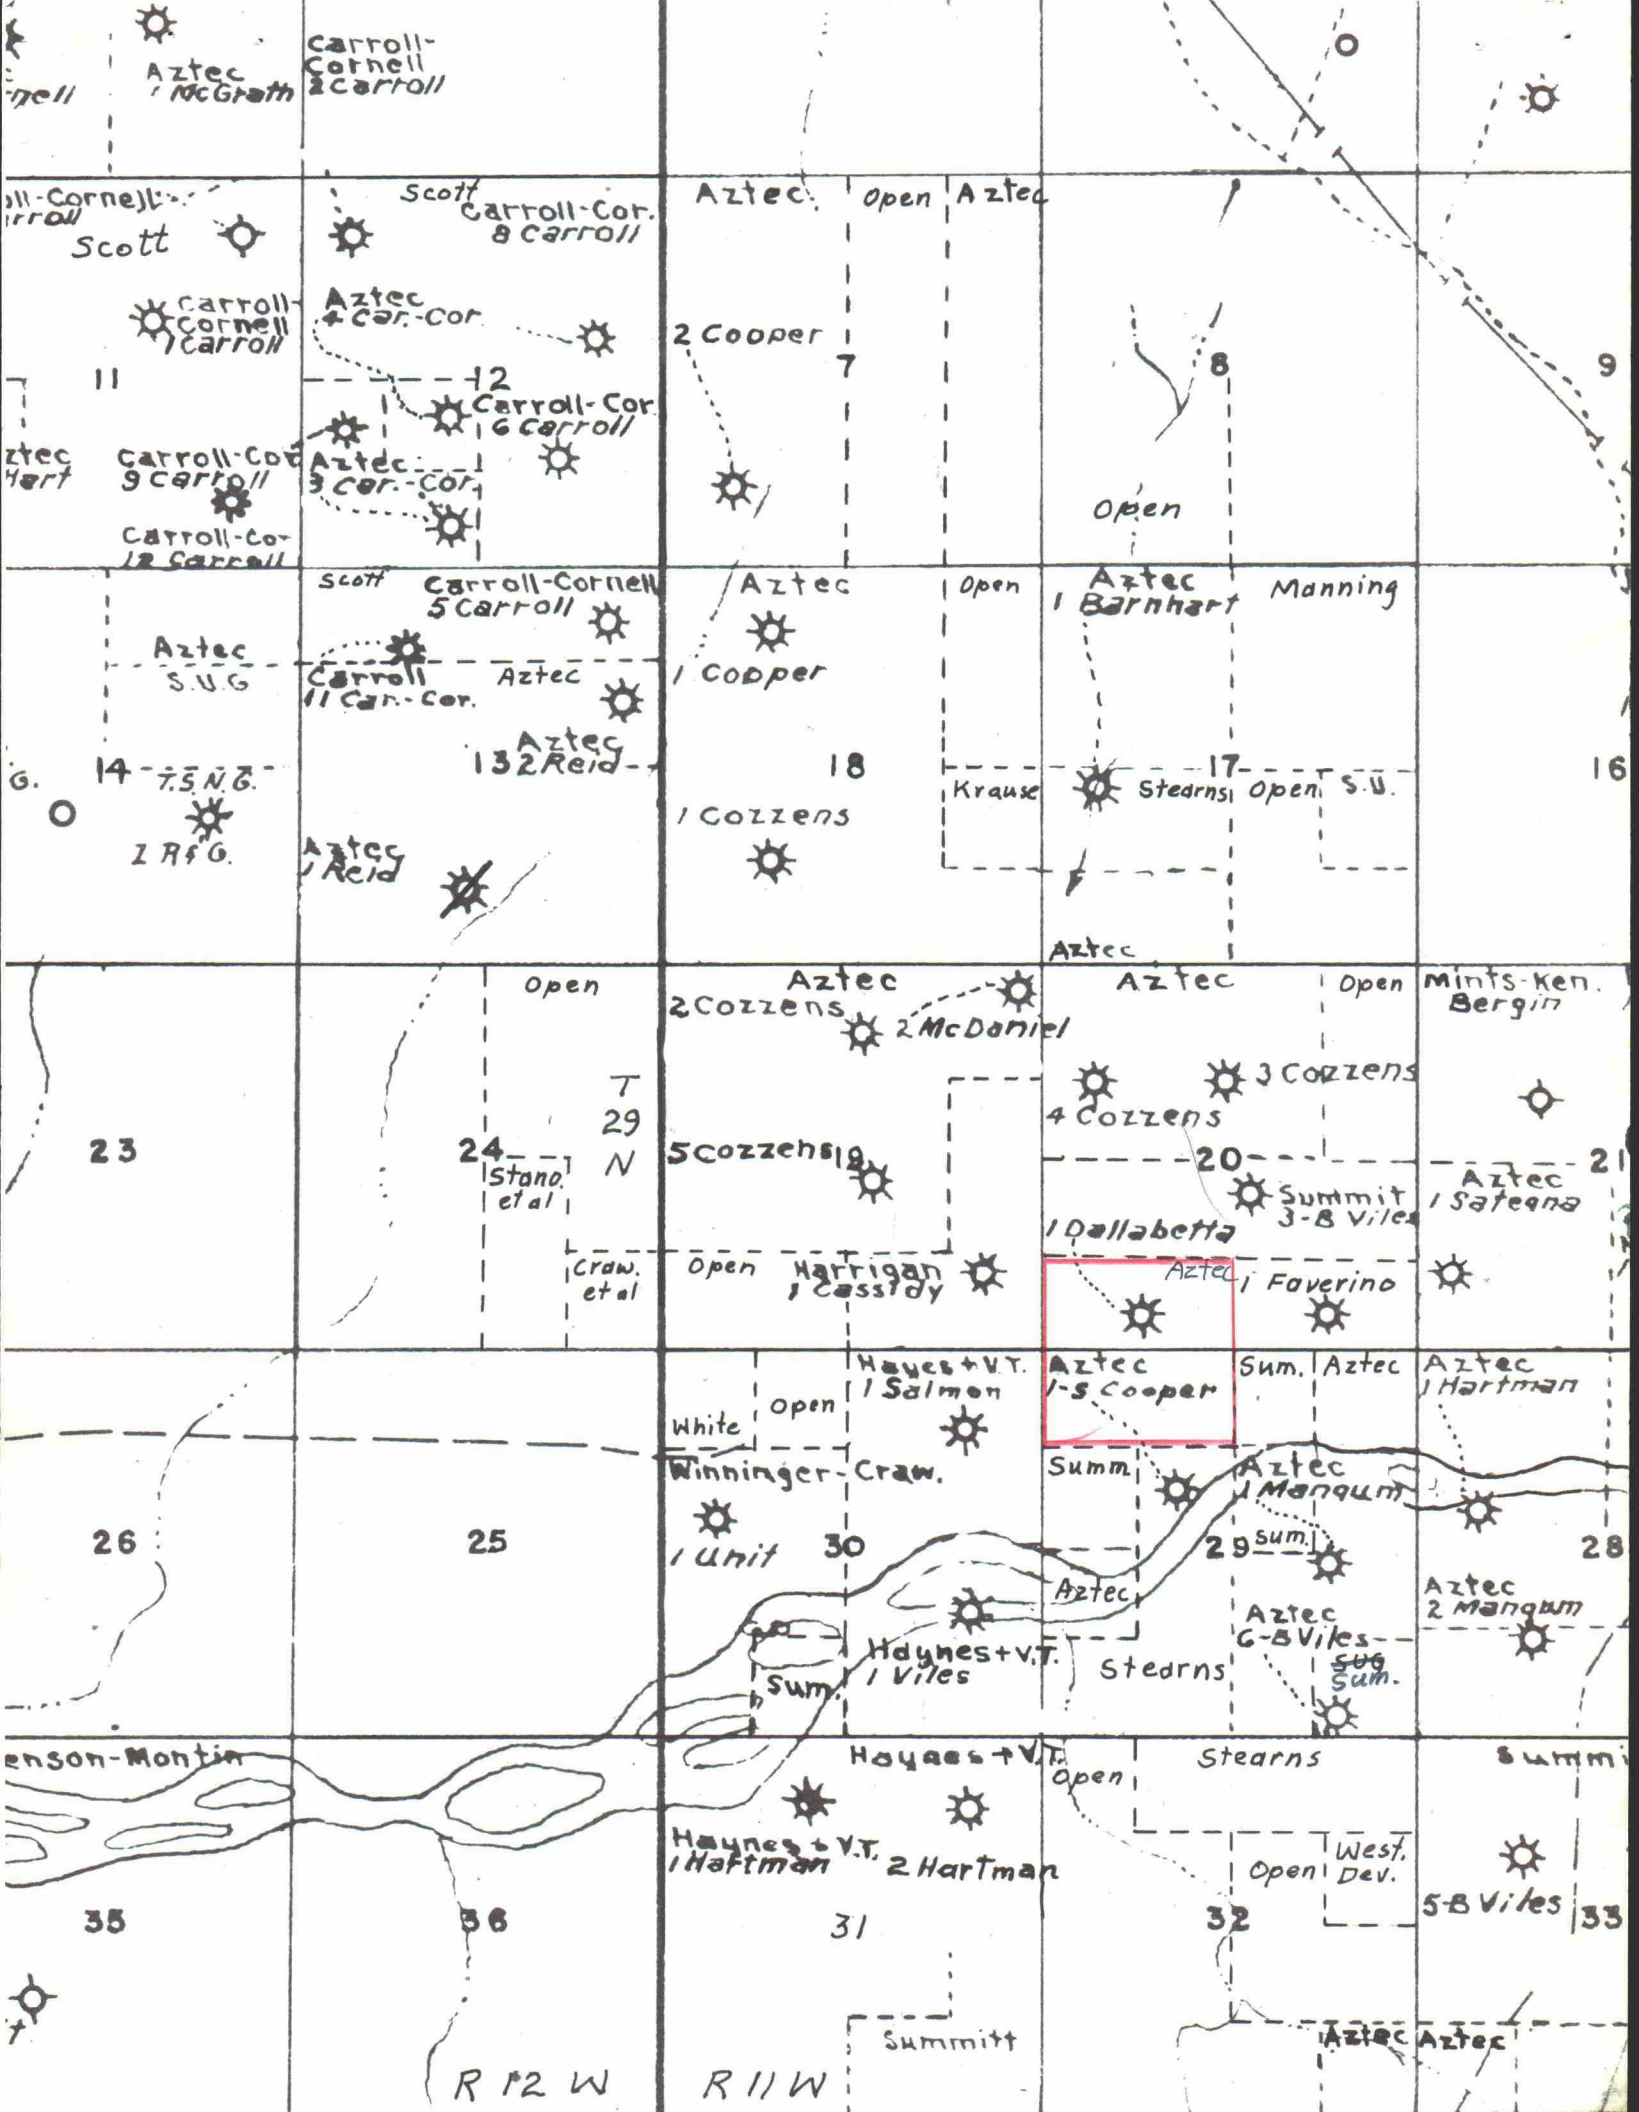 Carroll-
Cornell
2 Carroll
Aztec
1 McGrath
Scott
Scott
Carroll-Cor.
8 Carroll
Carroll-
Cornell
1 Carroll
Aztec
4 Car.-Cor.
11
12
Carroll-Cor.
6 Carroll
Carroll-Cor
9 Carroll
Aztec
3 Car.-Cor.
Carroll-Co-
12 Carroll
Aztec
Open
Aztec
2 Cooper
7
8
9
Open
Scott
Carroll-Cornell
5 Carroll
Aztec
S.U.G
Carroll
11 Car.-Cor.
Aztec
Aztec
2 Reid
13
14
T.S.N.G.
G.
Aztec
1 Reid
Aztec
1 Cooper
18
1 Cozzens
Open
Aztec
1 Barnhart
Manning
Krause
Stearns
17
Open
S.U.
16
Aztec
Open
T
29
N
23
24
Stano.
et al
Craw.
et al
Aztec
2 Cozzens
2 McDaniel
5 Cozzens
19
Open
Harrigan
1 Cassidy
Aztec
Open
3 Cozzens
4 Cozzens
20
Summit
3-B Viles
1 Dallabetta
Aztec
1 Faverino
Mints-Ken.
Bergin
21
Aztec
1 Sategna
26
25
White
Open
Hayes + V.T.
1 Salmon
Winninger-Craw.
1 Unit
30
Haynes + V.T.
1 Viles
Sum.
Aztec
1-S Cooper
Sum.
Aztec
Summ
Aztec
1 Mangum
29
Sum.
Aztec
Aztec
6-B Viles
SUG
Sum.
Stearns
Aztec
1 Hartman
28
Aztec
2 Mangum
enson-Montin
35
36
Haynes + V.T.
Haynes + V.T.
1 Hartman
2 Hartman
31
Summitt
Open
Stearns
Open
West.
Dev.
32
Aztec
Aztec
5-B Viles
33
R 12 W
R 11 W